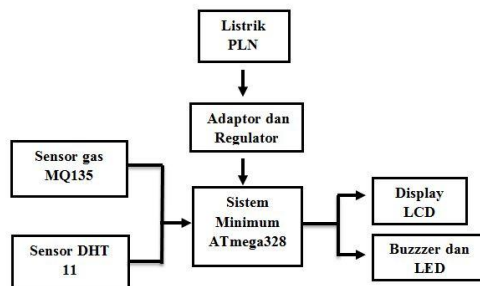 Listrik
PLN
Adaptor dan
Regulator
Sensor gas
MQ135
Sistem
Minimum
ATmega328
Display
LCD
Sensor DHT
11
Buzzzer dan
LED